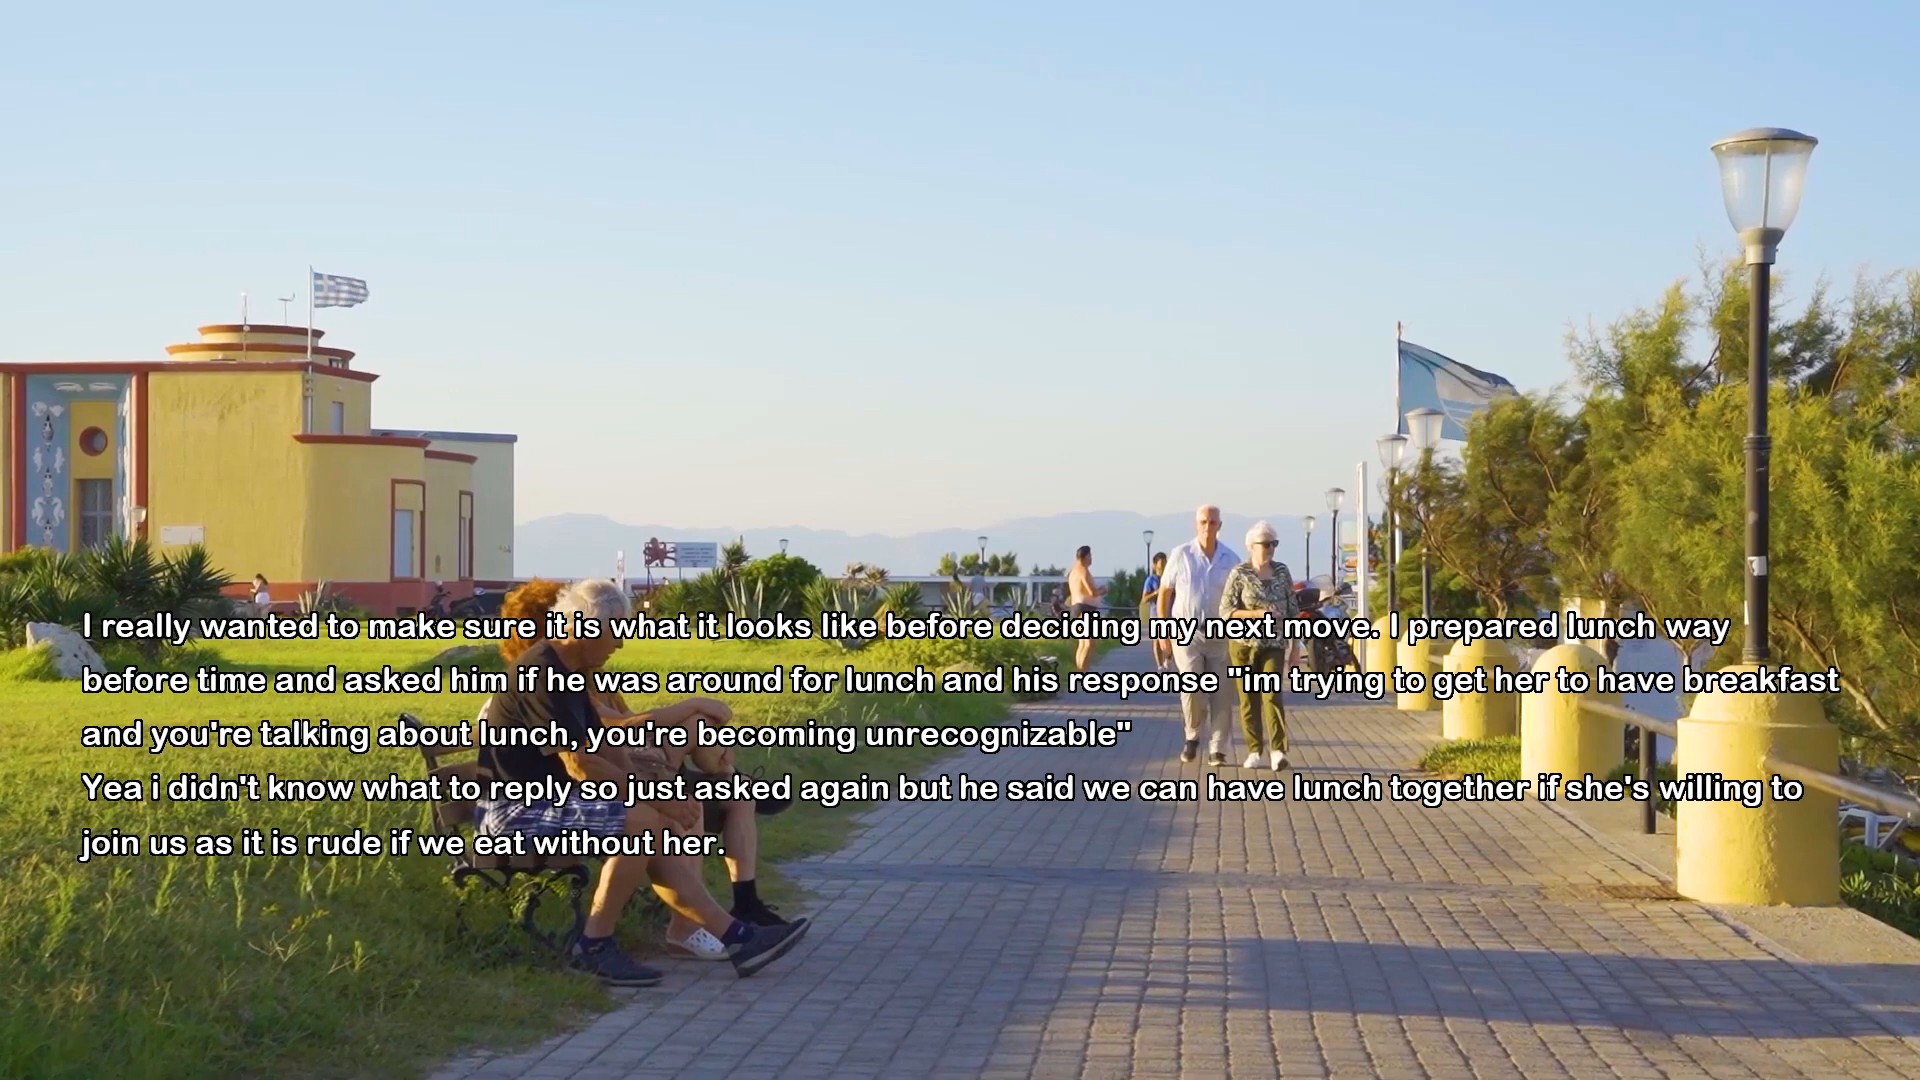 I really wanted to make sure it is what it looks like before deciding my next move. I prepared lunch way
before time and asked him if he was around for lunch and his response "im trying to get her to have breakfast
and you're talking about lunch, you're becoming unrecognizable"
Yea i didn't know what to reply so just asked again but he said we can have lunch together if she's willing to
join us as it is rude if we eat without her.